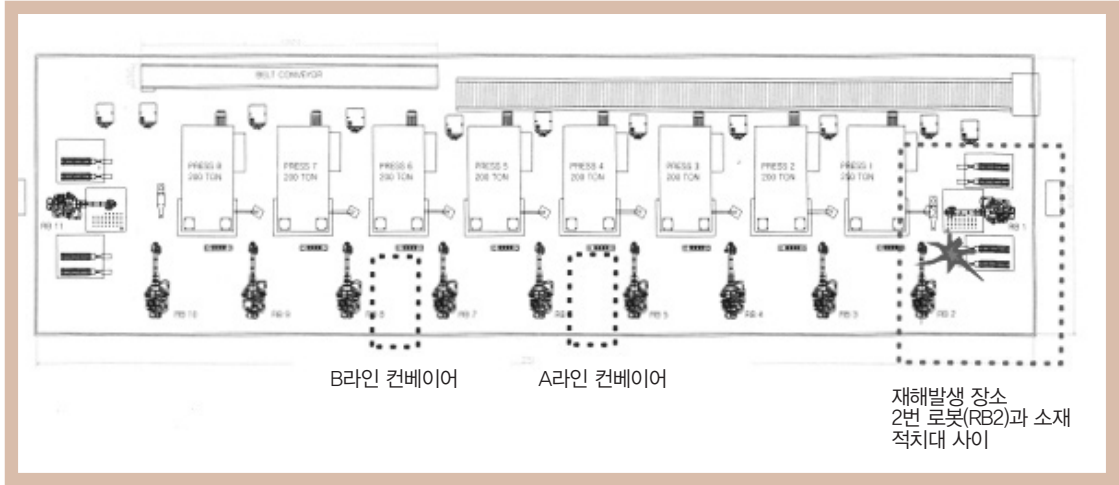 BELT CONVEYOR
PRESS 8
200 TON
PRESS 7
200 TON
PRESS 6
200 TON
PRESS 5
200 TON
PRESS 4
200 TON
PRESS 3
200 TON
PRESS 2
200 TON
PRESS 1
250 TON
RB 11
RB 1
RB 10
RB 9
RB 8
RB 7
RB 5
RB 4
RB 3
RB 2
B라인 컨베이어
A라인 컨베이어
재해발생 장소
2번 로봇(RB2)과 소재
적치대 사이